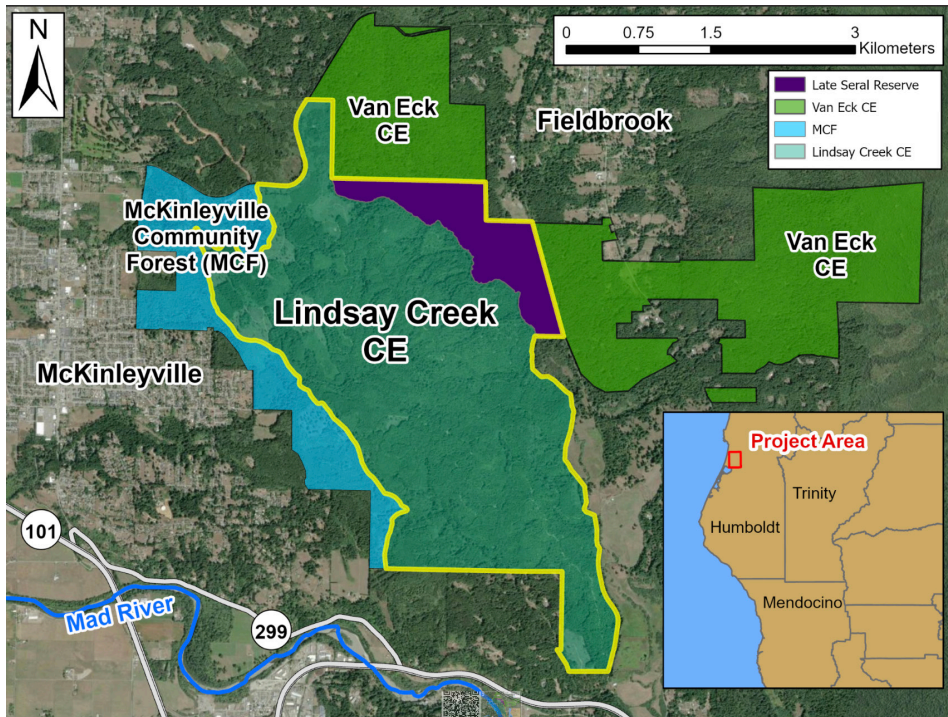 N
0
0.75
1.5
3
Kilometers
Late Seral Reserve
Van Eck CE
MCF
Lindsay Creek CE
Van Eck
CE
Fieldbrook
McKinleyville
Community
Forest (MCF)
Van Eck
CE
Lindsay Creek
CE
McKinleyville
Project Area
Trinity
Humboldt
Mendocino
101
Mad River
299